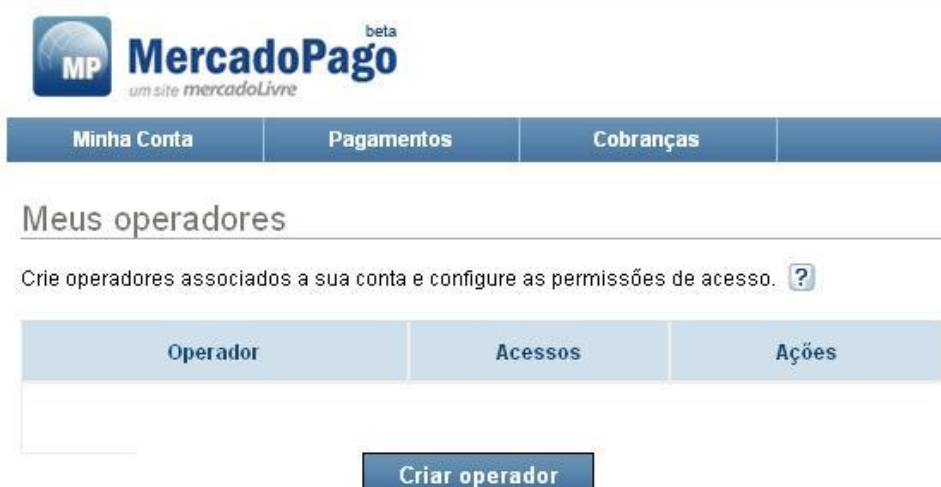 beta
MP
MercadoPago
um site mercadoLivre
Minha Conta Pagamentos Cobranças
Meus operadores
Crie operadores associados a sua conta e configure as permissões de acesso. ?
Operador Acessos Ações
Criar operador